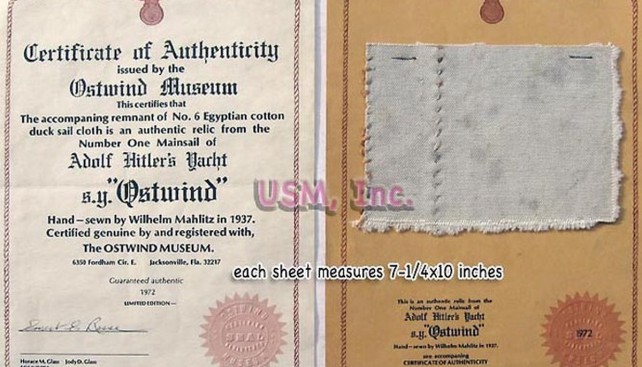 Certificate of Authenticity
issued by the
Ostwind Museum
This certifies that
The accompaning remnant of No. 6 Egyptian cotton
duck sail cloth is an authentic relic from the
Number One Mainsail of
Adolf Hitler's Yacht
s.y. "Ostwind"
Hand-sewn by Wilhelm Mahlitz in 1937.
Certified genuine by and registered with,
The OSTWIND MUSEUM.
6350 Fordham Cir. E. Jacksonville, Fla. 32217
Guaranteed authentic
1972
LIMITED EDITION—
SEAL
Horace M. Glass Jody D. Glass
USM, Inc.
each sheet measures 7-1/4x10 inches
This is an authentic relic from the
Number One Mainsail of
Adolf Hitler's Yacht
s.y. "Ostwind"
Hand-sewn by Wilhelm Mahlitz in 1937.
see accompanying
CERTIFICATE OF AUTHENTICITY
1972